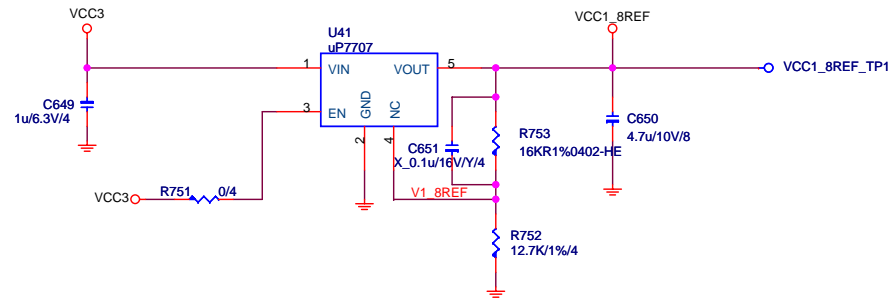 VCC3
VCC1_8REF
U41
uP7707
1
VIN
VOUT
5
VCC1_8REF_TP1
C649
1u/6.3V/4
3
EN
GND
NC
2
4
C651
X_0.1u/16V/Y/4
R753
16KR1%0402-HE
C650
4.7u/10V/8
VCC3
R751
0/4
V1_8REF
R752
12.7K/1%/4